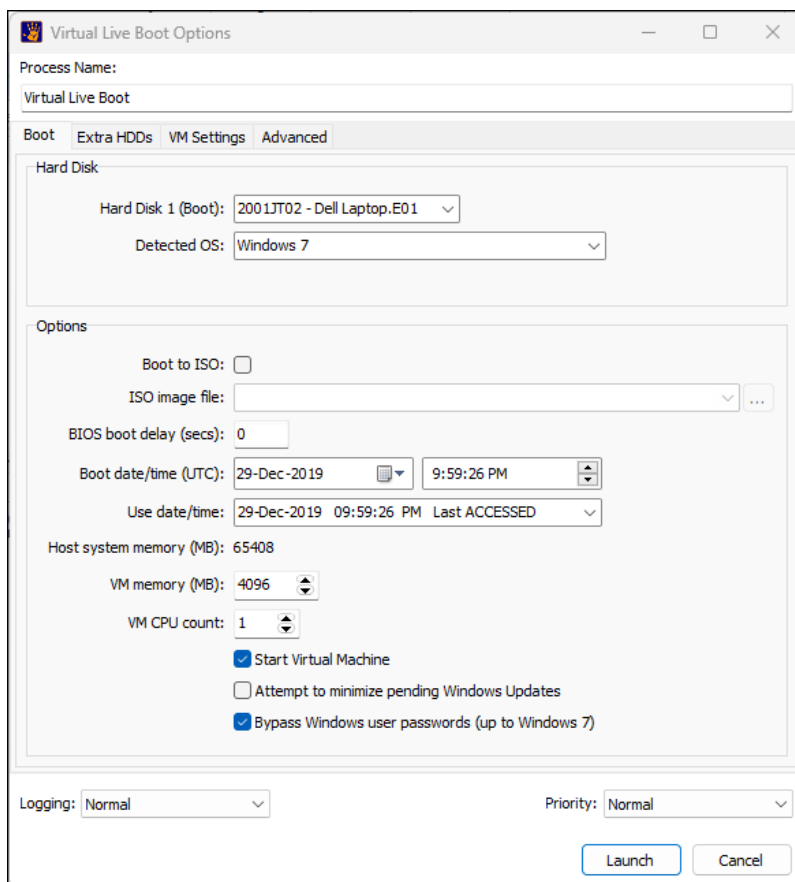 Virtual Live Boot Options
Process Name:
Virtual Live Boot
Boot Extra HDDs VM Settings Advanced
Hard Disk
Hard Disk 1 (Boot): 2001JT02 - Dell Laptop.E01
Detected OS: Windows 7
Options
Boot to ISO:
ISO image file: ...
BIOS boot delay (secs): 0
Boot date/time (UTC): 29-Dec-2019 9:59:26 PM
Use date/time: 29-Dec-2019 09:59:26 PM Last ACCESSED
Host system memory (MB): 65408
VM memory (MB): 4096
VM CPU count: 1
Start Virtual Machine
Attempt to minimize pending Windows Updates
Bypass Windows user passwords (up to Windows 7)
Logging: Normal Priority: Normal
Launch Cancel